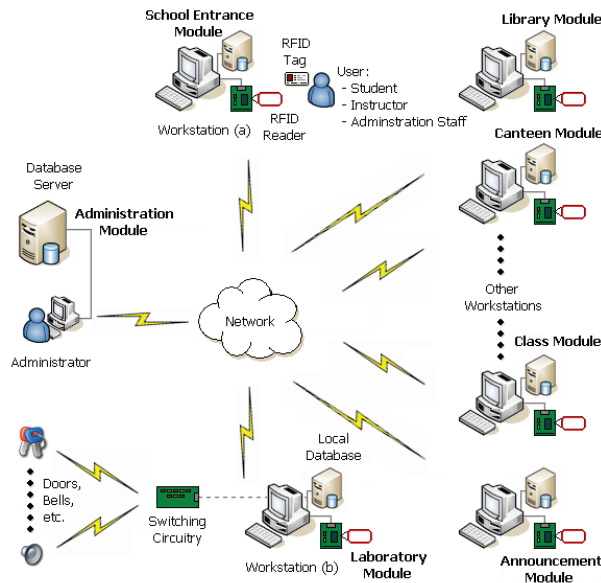 School Entrance
Module
RFID
Tag
User:
- Student
- Instructor
- Adminstration Staff
RFID
Reader
Workstation (a)
Library Module
Canteen Module
Database
Server
Administration
Module
Administrator
Network
Other
Workstations
Class Module
Local
Database
Doors,
Bells,
etc.
Switching
Circuitry
Workstation (b)
Laboratory
Module
Announcement
Module